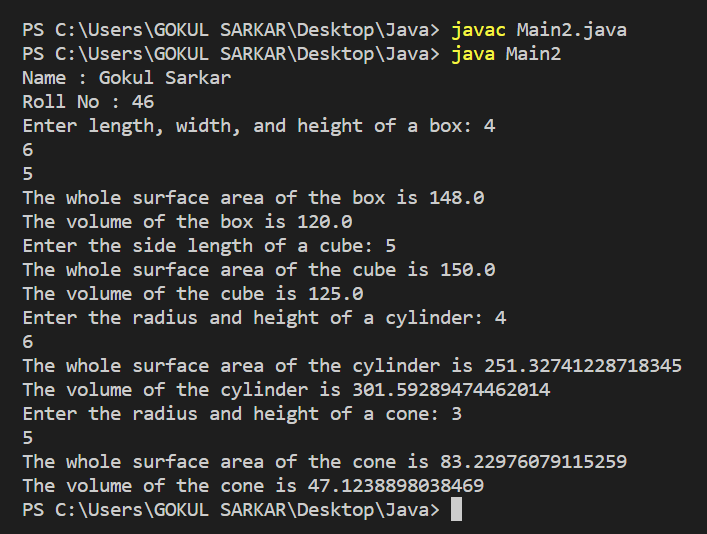 PS C:\Users\GOKUL SARKAR\Desktop\Java> javac Main2.java
PS C:\Users\GOKUL SARKAR\Desktop\Java> java Main2
Name : Gokul Sarkar
Roll No : 46
Enter length, width, and height of a box: 4
6
5
The whole surface area of the box is 148.0
The volume of the box is 120.0
Enter the side length of a cube: 5
The whole surface area of the cube is 150.0
The volume of the cube is 125.0
Enter the radius and height of a cylinder: 4
6
The whole surface area of the cylinder is 251.32741228718345
The volume of the cylinder is 301.59289474462014
Enter the radius and height of a cone: 3
5
The whole surface area of the cone is 83.22976079115259
The volume of the cone is 47.1238898038469
PS C:\Users\GOKUL SARKAR\Desktop\Java>